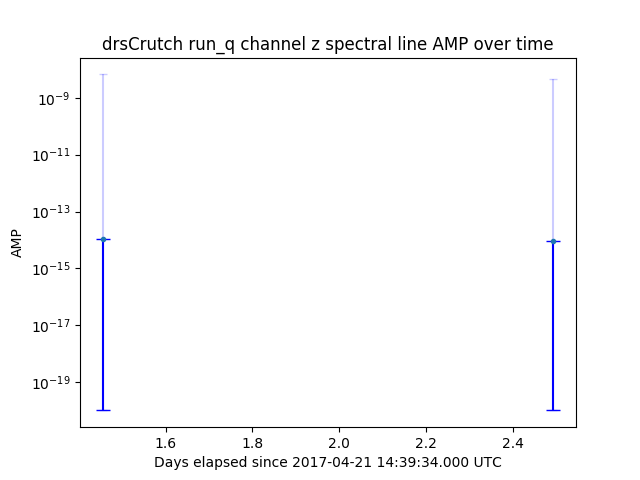 drsCrutch run_q channel z spectral line AMP over time
AMP
10⁻⁹
10⁻¹¹
10⁻¹³
10⁻¹⁵
10⁻¹⁷
10⁻¹⁹
1.6 1.8 2.0 2.2 2.4
Days elapsed since 2017-04-21 14:39:34.000 UTC